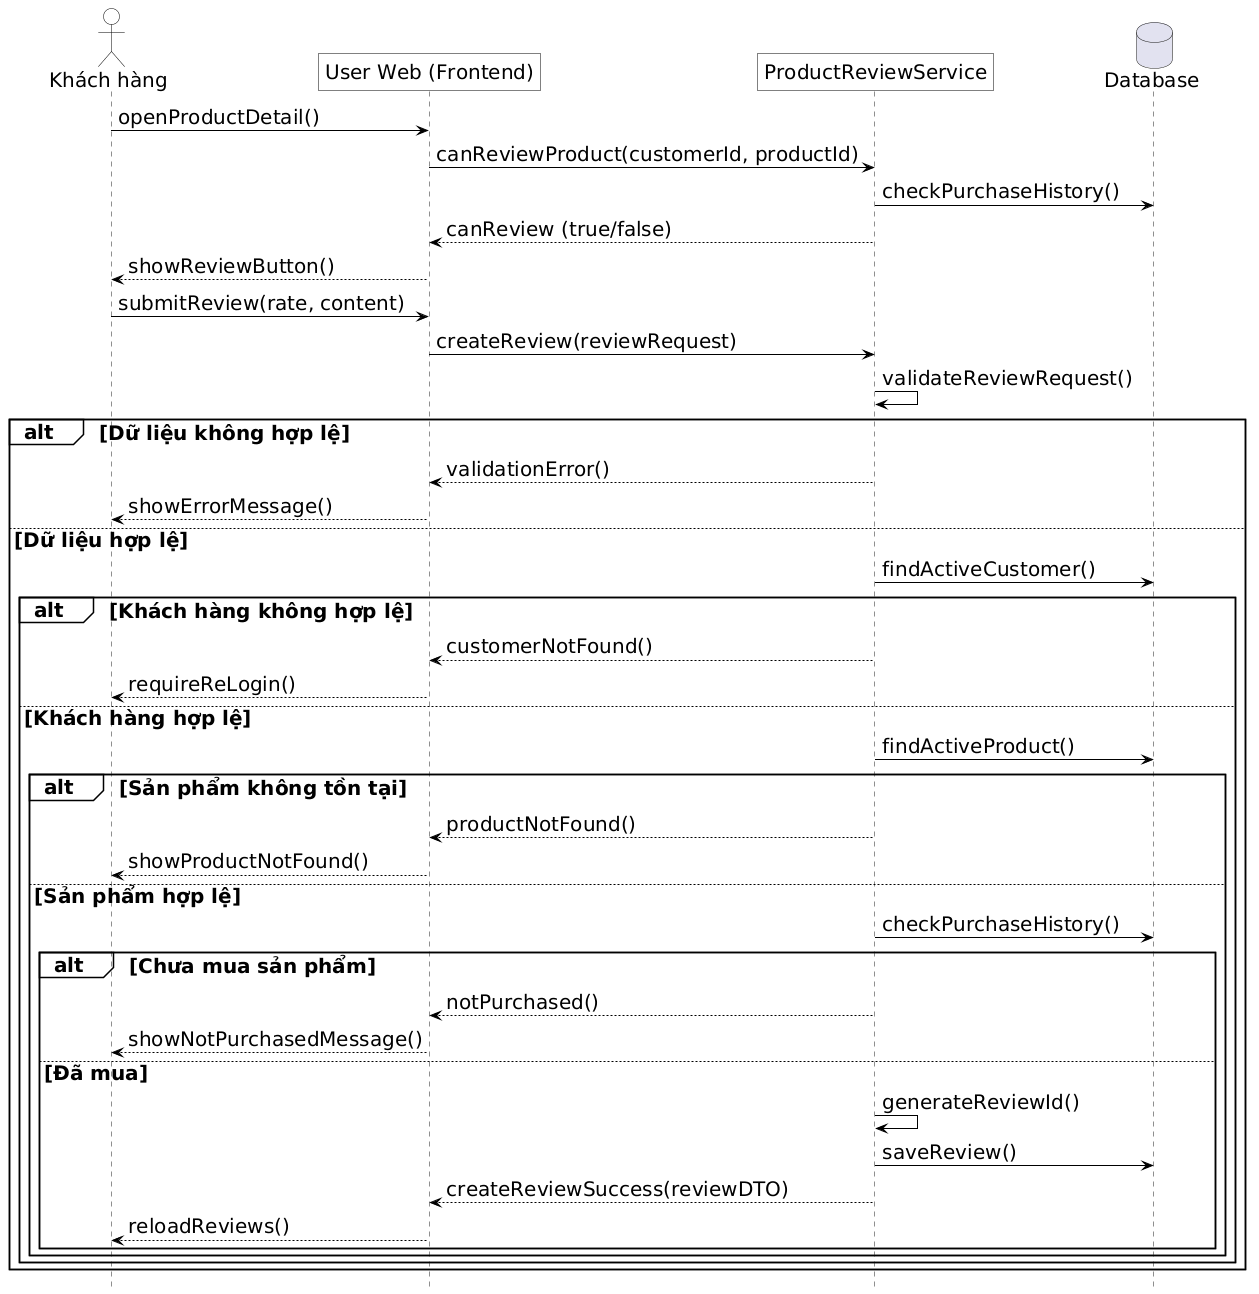 Khách hàng
User Web (Frontend)
ProductReviewService
Database
openProductDetail()
canReviewProduct(customerId, productId)
checkPurchaseHistory()
canReview (true/false)
showReviewButton()
submitReview(rate, content)
createReview(reviewRequest)
validateReviewRequest()
alt [Dữ liệu không hợp lệ]
validationError()
showErrorMessage()
[Dữ liệu hợp lệ]
findActiveCustomer()
alt [Khách hàng không hợp lệ]
customerNotFound()
requireReLogin()
[Khách hàng hợp lệ]
findActiveProduct()
alt [Sản phẩm không tồn tại]
productNotFound()
showProductNotFound()
[Sản phẩm hợp lệ]
checkPurchaseHistory()
alt [Chưa mua sản phẩm]
notPurchased()
showNotPurchasedMessage()
[Đã mua]
generateReviewId()
saveReview()
createReviewSuccess(reviewDTO)
reloadReviews()